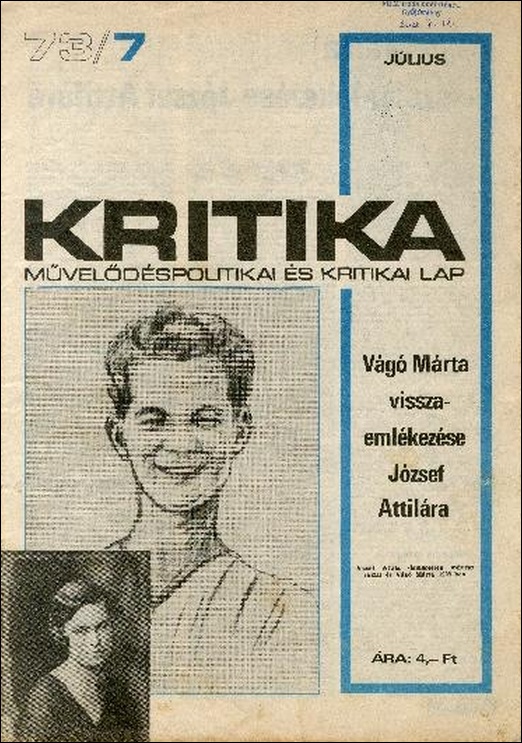 73/7
JÚLIUS
KRITIKA
MŰVELŐDÉSPOLITIKAI ÉS KRITIKAI LAP
Vágó Márta
vissza-
emlékezése
József
Attilára
ÁRA: 4,– Ft